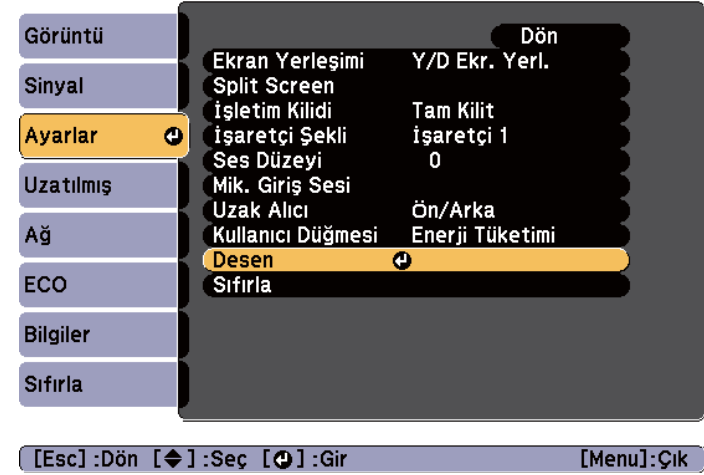 Görüntü
Sinyal
Ayarlar
Uzatılmış
Ağ
ECO
Bilgiler
Sıfırla
Dön
Ekran Yerleşimi Y/D Ekr. Yerl.
Split Screen
İşletim Kilidi Tam Kilit
İşaretçi Şekli İşaretçi 1
Ses Düzeyi 0
Mik. Giriş Sesi
Uzak Alıcı Ön/Arka
Kullanıcı Düğmesi Enerji Tüketimi
Desen
Sıfırla
[Esc] :Dön [ ] :Seç [ ] :Gir [Menu]:Çık